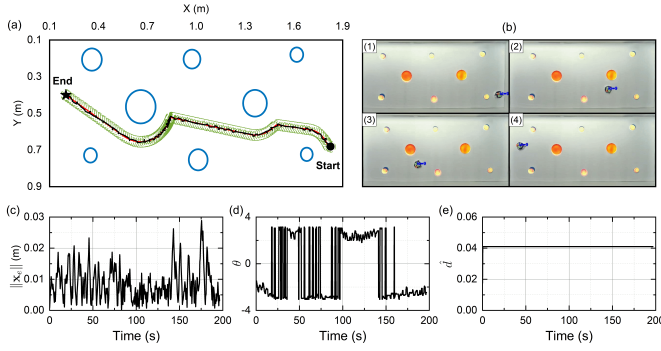 X (m)
(a)
0.1 0.4 0.7 1.0 1.3 1.6 1.9
(b)
0.1
0.3
0.5
0.7
0.9
Y (m)
End
Start
(1)
(2)
(3)
(4)
(c)
0.03
0.02
0.01
0.00
||x_e|| (m)
0 50 100 150 200
Time (s)
(d)
4
0
-4
θ
0 50 100 150 200
Time (s)
(e)
0.06
0.04
0.02
0.00
d̂
0 50 100 150 200
Time (s)